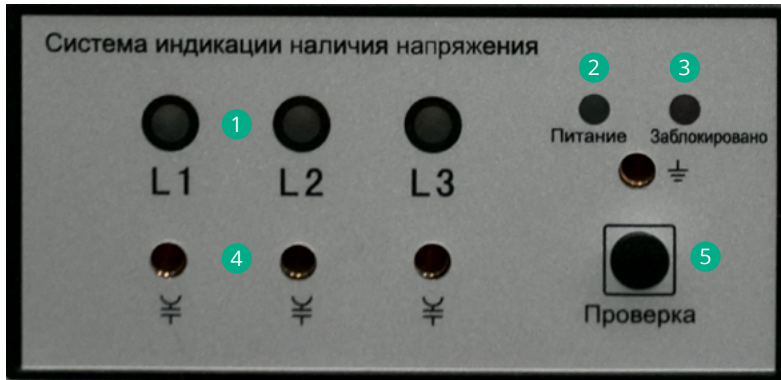 Система индикации наличия напряжения
2
3
1
Питание
Заблокировано
L1
L2
L3
4
5
Проверка